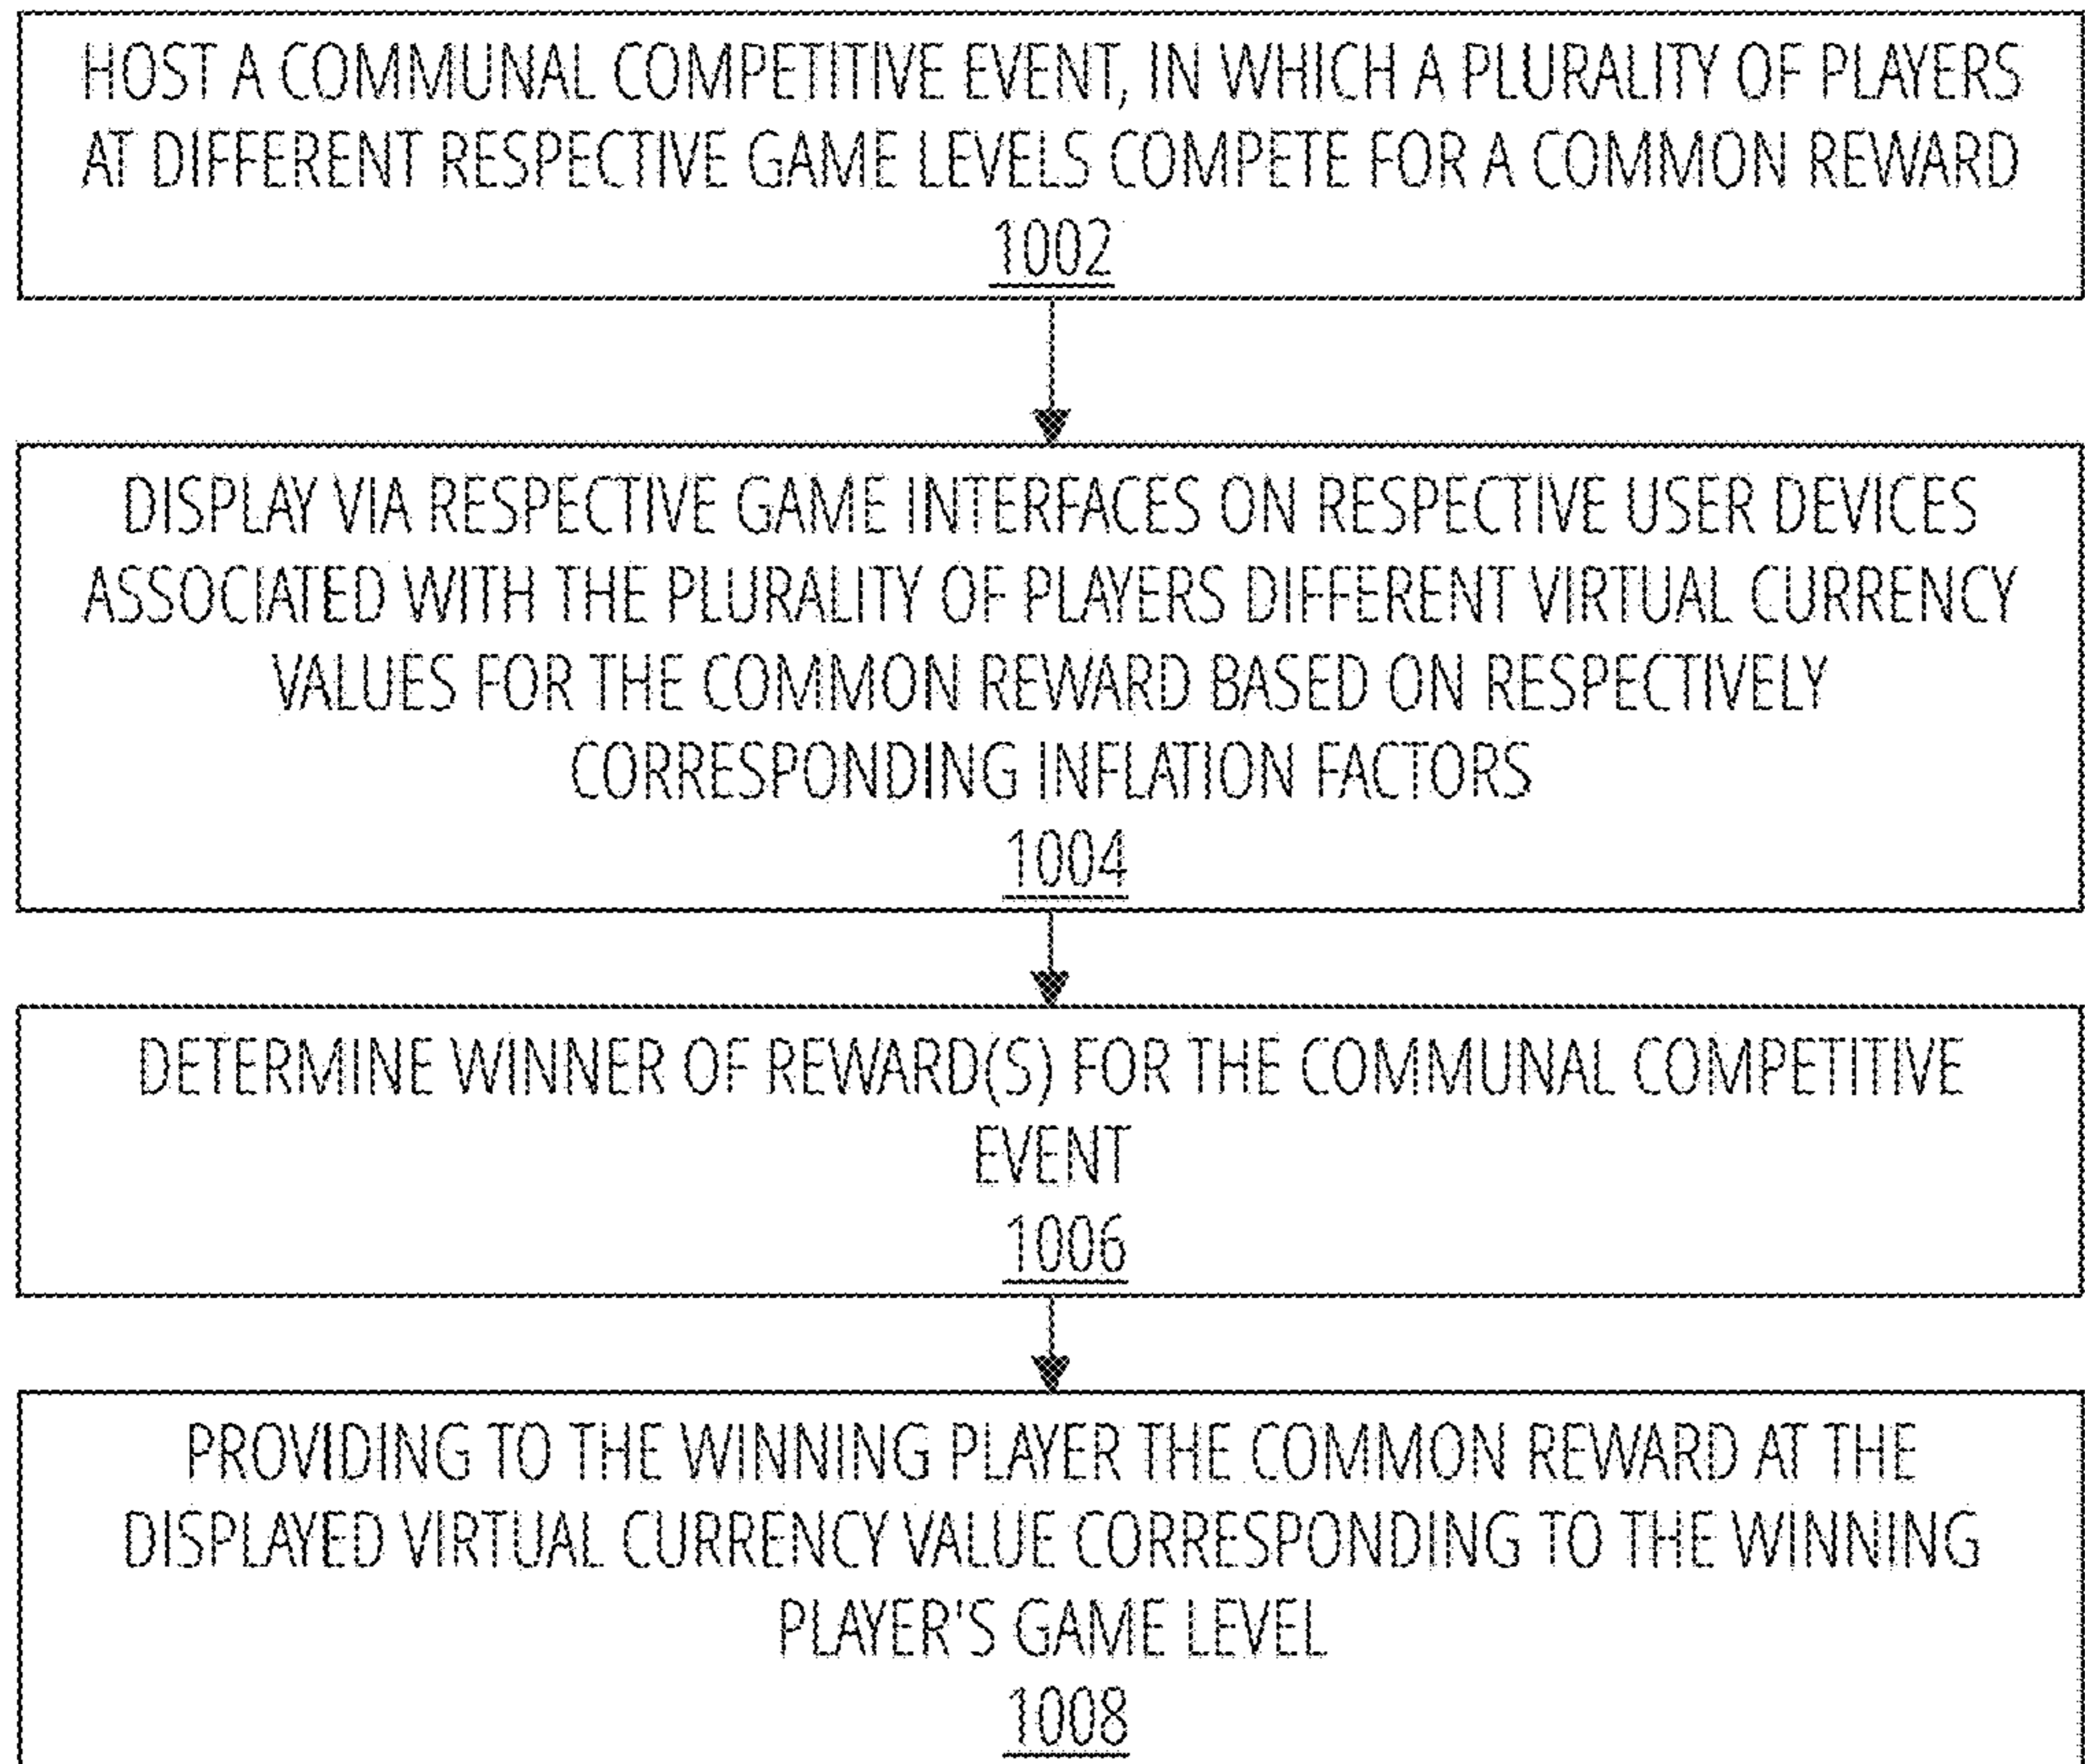 HOST A COMMUNAL COMPETITIVE EVENT, IN WHICH A PLURALITY OF PLAYERS
AT DIFFERENT RESPECTIVE GAME LEVELS COMPETE FOR A COMMON REWARD
1002
DISPLAY VIA RESPECTIVE GAME INTERFACES ON RESPECTIVE USER DEVICES
ASSOCIATED WITH THE PLURALITY OF PLAYERS DIFFERENT VIRTUAL CURRENCY
VALUES FOR THE COMMON REWARD BASED ON RESPECTIVELY
CORRESPONDING INFLATION FACTORS
1004
DETERMINE WINNER OF REWARD(S) FOR THE COMMUNAL COMPETITIVE
EVENT
1006
PROVIDING TO THE WINNING PLAYER THE COMMON REWARD AT THE
DISPLAYED VIRTUAL CURRENCY VALUE CORRESPONDING TO THE WINNING
PLAYER'S GAME LEVEL
1008